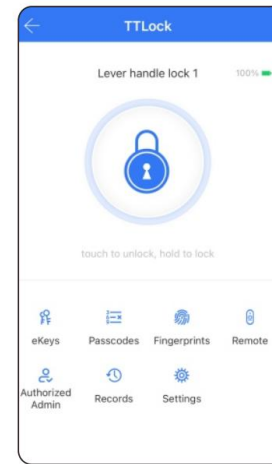 TTLock
Lever handle lock 1 100%
touch to unlock, hold to lock
eKeys Passcodes Fingerprints Remote
Authorized
Admin Records Settings